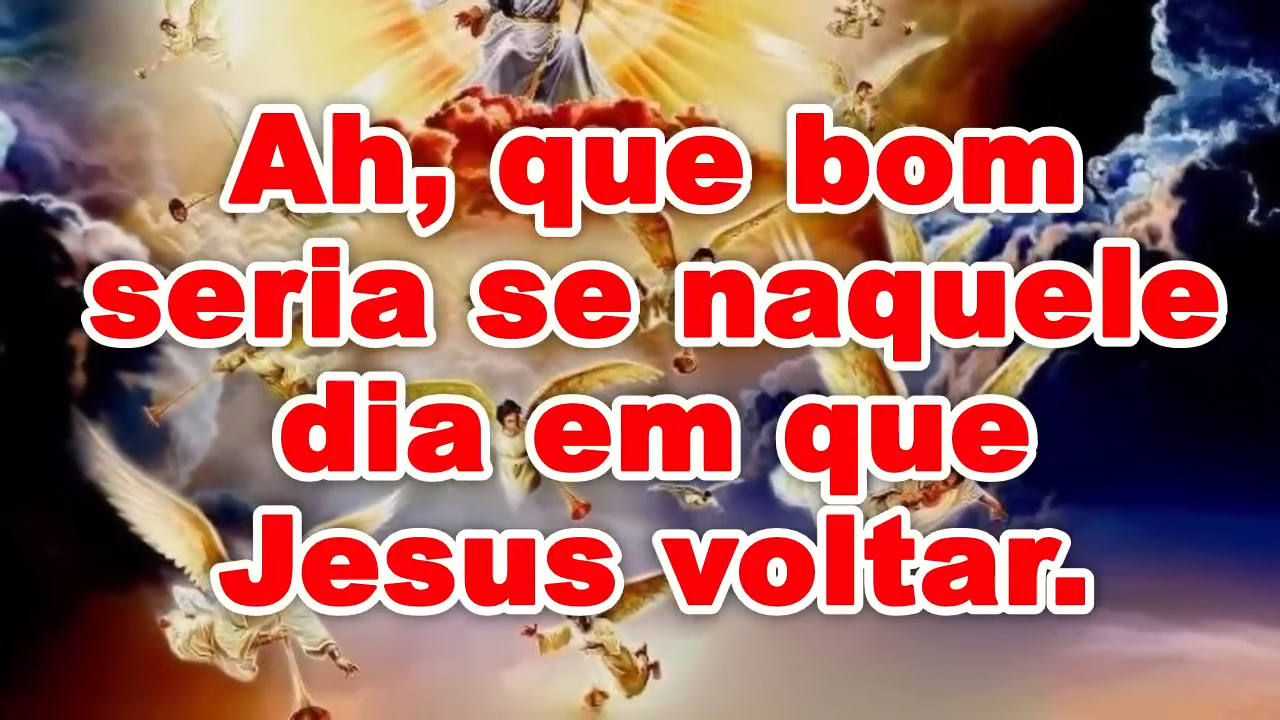 Ah, que bom
seria se naquele
dia em que
Jesus voltar.